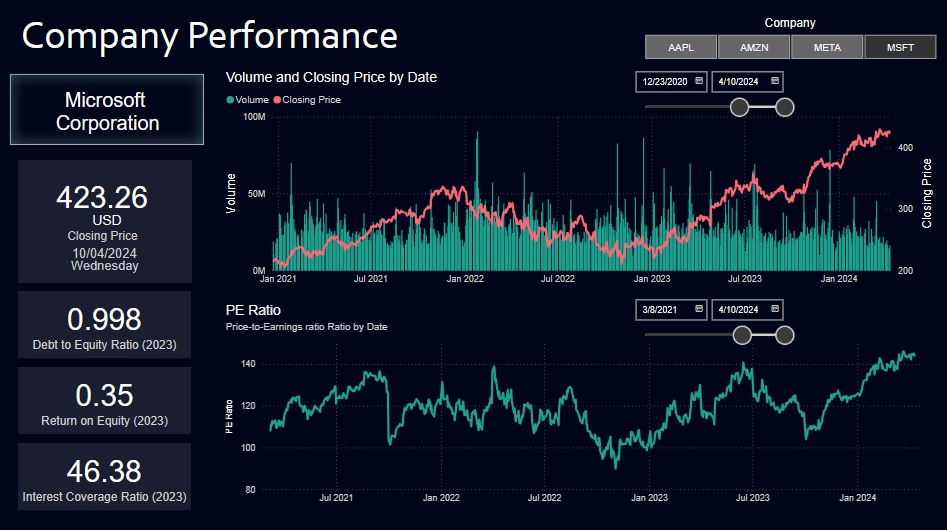 Company Performance
Company
AAPL AMZN META MSFT
Microsoft
Corporation
423.26
USD
Closing Price
10/04/2024
Wednesday
0.998
Debt to Equity Ratio (2023)
0.35
Return on Equity (2023)
46.38
Interest Coverage Ratio (2023)
Volume and Closing Price by Date
12/23/2020 4/10/2024
Volume Closing Price
100M
50M
0M
Volume
400
300
200
Closing Price
Jan 2021 Jul 2021 Jan 2022 Jul 2022 Jan 2023 Jul 2023 Jan 2024
PE Ratio
Price-to-Earnings ratio Ratio by Date
3/8/2021 4/10/2024
140
120
100
80
PE Ratio
Jul 2021 Jan 2022 Jul 2022 Jan 2023 Jul 2023 Jan 2024